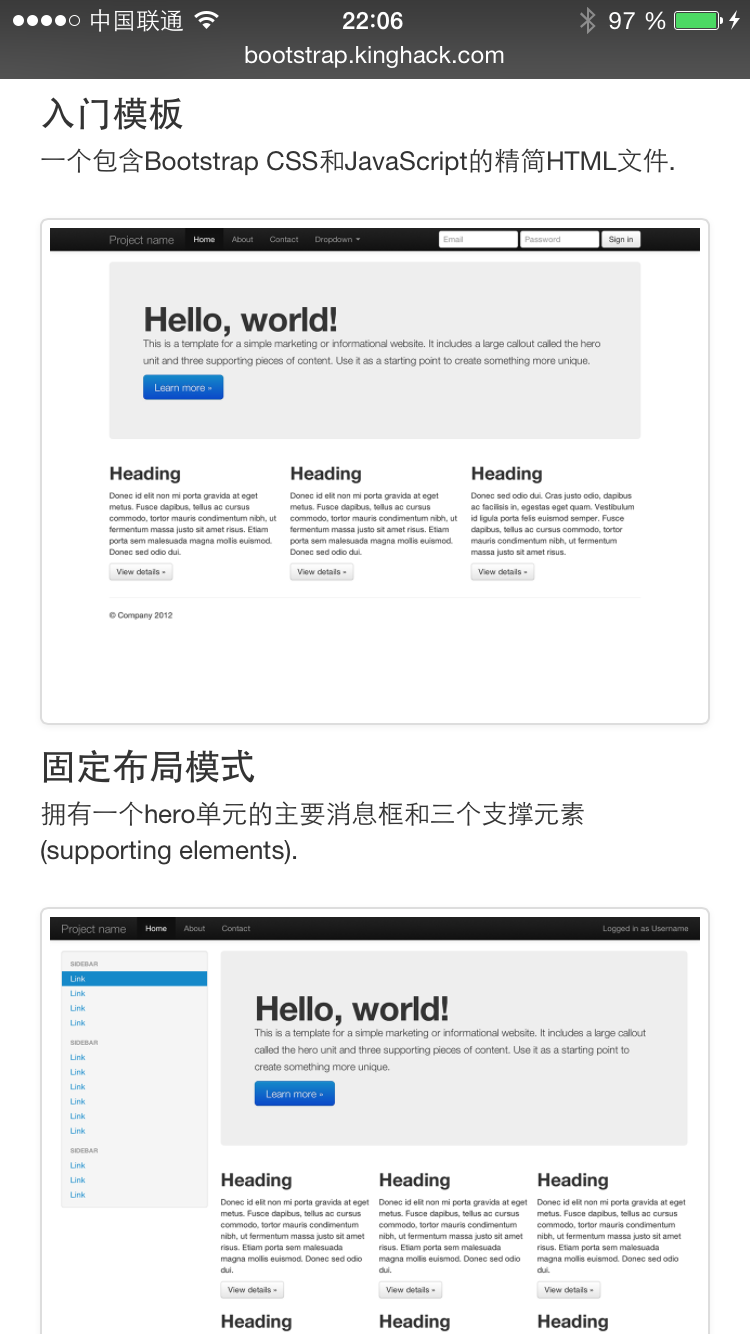 中国联通 22:06 97 %
bootstrap.kinghack.com
入门模板
一个包含Bootstrap CSS和JavaScript的精简HTML文件.
Project name Home About Contact Dropdown Email Password Sign in
Hello, world!
This is a template for a simple marketing or informational website. It includes a large callout called the hero
unit and three supporting pieces of content. Use it as a starting point to create something more unique.
Learn more »
Heading Heading Heading
Donec id elit non mi porta gravida at eget Donec id elit non mi porta gravida at eget Donec sed odio dui. Cras justo odio, dapibus
metus. Fusce dapibus, tellus ac cursus metus. Fusce dapibus, tellus ac cursus ac facilisis in, egestas eget quam. Vestibulum
commodo, tortor mauris condimentum nibh, ut commodo, tortor mauris condimentum nibh, ut id ligula porta felis euismod semper. Fusce
fermentum massa justo sit amet risus. Etiam fermentum massa justo sit amet risus. Etiam dapibus, tellus ac cursus commodo, tortor
porta sem malesuada magna mollis euismod. porta sem malesuada magna mollis euismod. mauris condimentum nibh, ut fermentum
Donec sed odio dui. Donec sed odio dui. massa justo sit amet risus.
View details » View details » View details »
© Company 2012
固定布局模式
拥有一个hero单元的主要消息框和三个支撑元素
(supporting elements).
Project name Home About Contact Logged in as Username
SIDEBAR
Link
Link
Link
Link
SIDEBAR
Link
Link
Link
Link
Link
Link
SIDEBAR
Link
Link
Link
Hello, world!
This is a template for a simple marketing or informational website. It includes a large callout
called the hero unit and three supporting pieces of content. Use it as a starting point to
create something more unique.
Learn more »
Heading Heading Heading
Donec id elit non mi porta gravida at eget Donec id elit non mi porta gravida at eget Donec id elit non mi porta gravida at eget
metus. Fusce dapibus, tellus ac cursus metus. Fusce dapibus, tellus ac cursus metus. Fusce dapibus, tellus ac cursus
commodo, tortor mauris condimentum commodo, tortor mauris condimentum commodo, tortor mauris condimentum
nibh, ut fermentum massa justo sit amet nibh, ut fermentum massa justo sit amet nibh, ut fermentum massa justo sit amet
risus. Etiam porta sem malesuada risus. Etiam porta sem malesuada risus. Etiam porta sem malesuada
magna mollis euismod. Donec sed odio magna mollis euismod. Donec sed odio magna mollis euismod. Donec sed odio
dui. dui. dui.
View details » View details » View details »
Heading Heading Heading